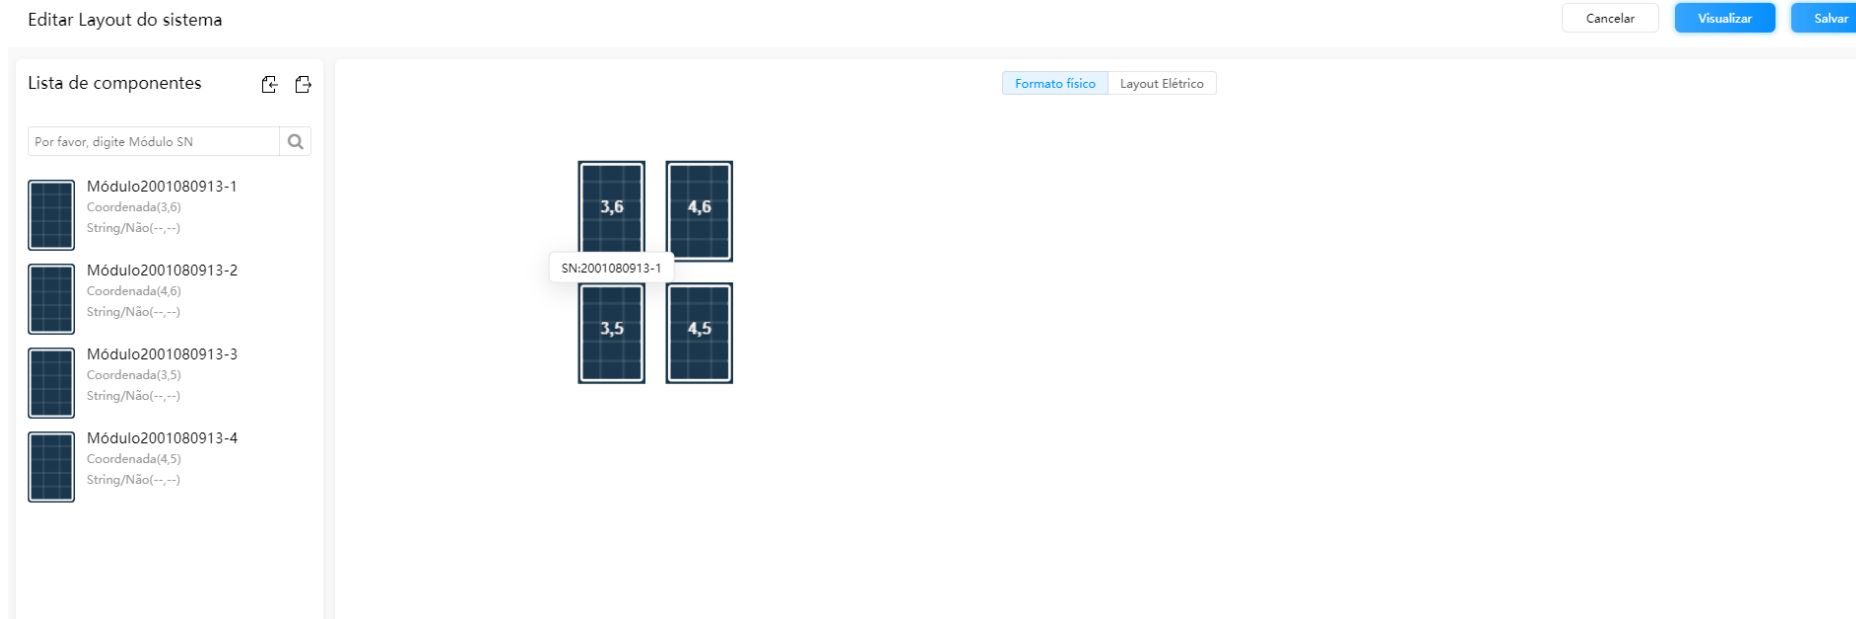 Editar Layout do sistema
Cancelar
Visualizar
Salvar
Lista de componentes
Formato físico
Layout Elétrico
Por favor, digite Módulo SN
Módulo2001080913-1
Coordenada(3,6)
String/Não(--,--)
Módulo2001080913-2
Coordenada(4,6)
String/Não(--,--)
Módulo2001080913-3
Coordenada(3,5)
String/Não(--,--)
Módulo2001080913-4
Coordenada(4,5)
String/Não(--,--)
3,6
4,6
SN:2001080913-1
3,5
4,5